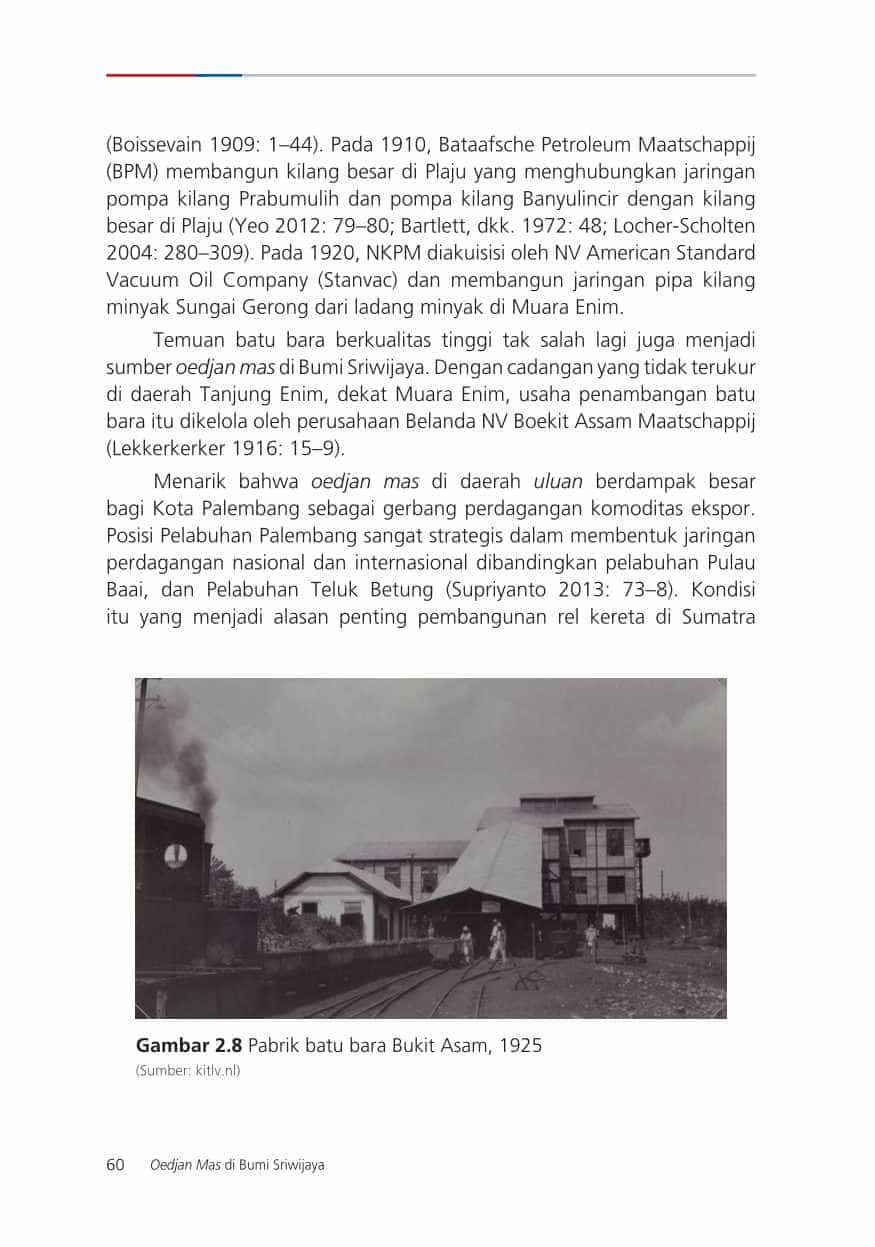 (Boissevain 1909: 1–44). Pada 1910, Bataafsche Petroleum Maatschappij
(BPM) membangun kilang besar di Plaju yang menghubungkan jaringan
pompa kilang Prabumulih dan pompa kilang Banyulincir dengan kilang
besar di Plaju (Yeo 2012: 79–80; Bartlett, dkk. 1972: 48; Locher-Scholten
2004: 280–309). Pada 1920, NKPM diakuisisi oleh NV American Standard
Vacuum Oil Company (Stanvac) dan membangun jaringan pipa kilang
minyak Sungai Gerong dari ladang minyak di Muara Enim.
Temuan batu bara berkualitas tinggi tak salah lagi juga menjadi
sumber oedjan mas di Bumi Sriwijaya. Dengan cadangan yang tidak terukur
di daerah Tanjung Enim, dekat Muara Enim, usaha penambangan batu
bara itu dikelola oleh perusahaan Belanda NV Boekit Assam Maatschappij
(Lekkerkerker 1916: 15–9).
Menarik bahwa oedjan mas di daerah uluan berdampak besar
bagi Kota Palembang sebagai gerbang perdagangan komoditas ekspor.
Posisi Pelabuhan Palembang sangat strategis dalam membentuk jaringan
perdagangan nasional dan internasional dibandingkan pelabuhan Pulau
Baai, dan Pelabuhan Teluk Betung (Supriyanto 2013: 73–8). Kondisi
itu yang menjadi alasan penting pembangunan rel kereta di Sumatra
Gambar 2.8 Pabrik batu bara Bukit Asam, 1925
(Sumber: kitlv.nl)
60 Oedjan Mas di Bumi Sriwijaya